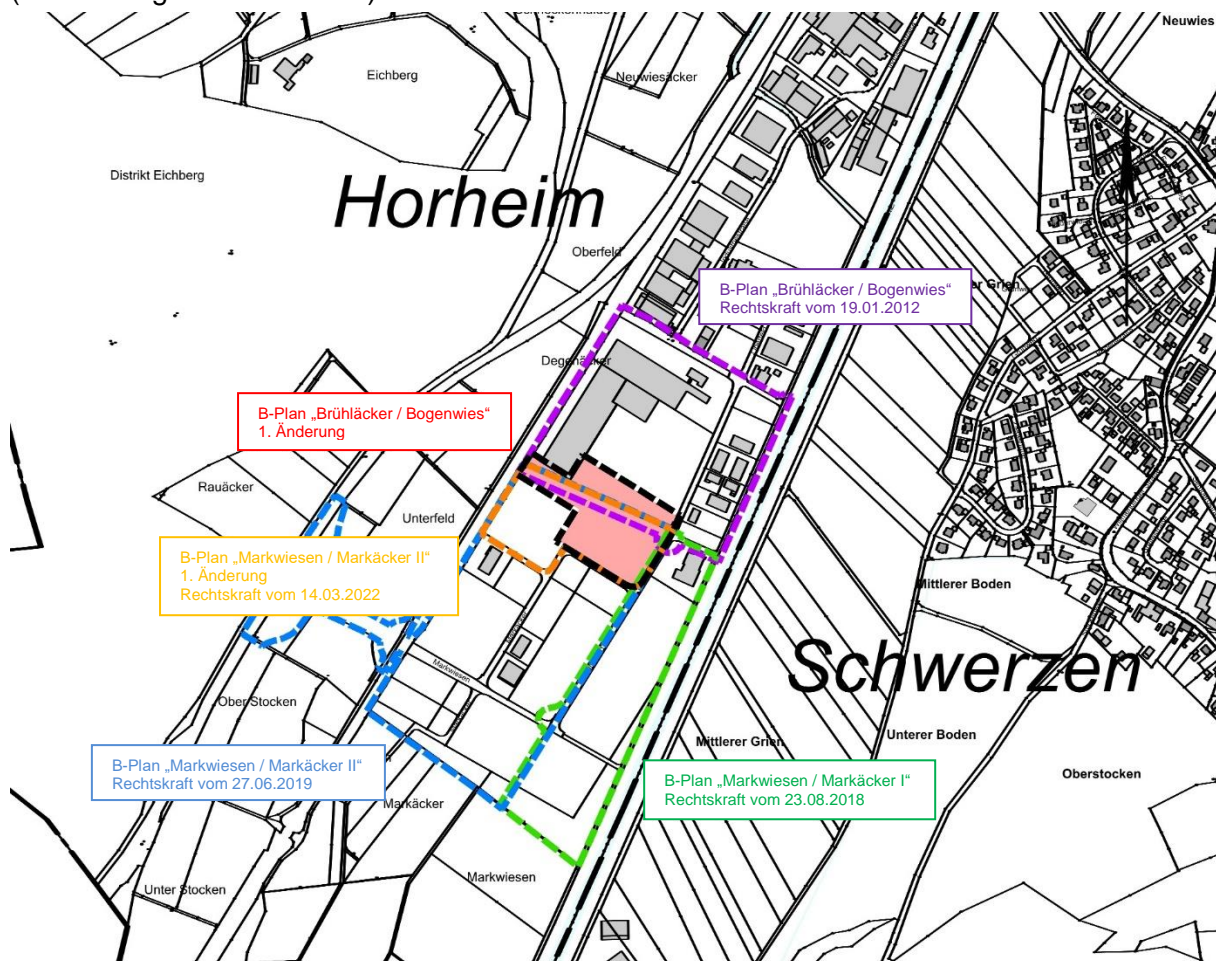 Neuwies
Eichberg
Neuwiesäcker
Distrikt Eichberg
Horheim
Oberfeld
B-Plan „Brühläcker / Bogenwies“
Rechtskraft vom 19.01.2012
er Grien
Degenäcker
B-Plan „Brühläcker / Bogenwies“
1. Änderung
Rauäcker
Unterfeld
B-Plan „Markwiesen / Markäcker II“
1. Änderung
Rechtskraft vom 14.03.2022
Mittlerer Boden
Schwerzen
Markwiesen
Ober Stocken
Mittlerer Grien
Unterer Boden
B-Plan „Markwiesen / Markäcker II“
Rechtskraft vom 27.06.2019
B-Plan „Markwiesen / Markäcker I“
Rechtskraft vom 23.08.2018
Oberstocken
Markäcker
Markwiesen
Unter Stocken